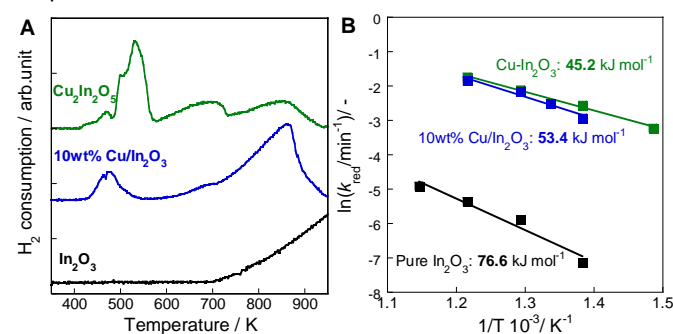 A
H₂ consumption / arb.unit
Cu₂In₂O₅
10wt% Cu/In₂O₃
In₂O₃
400 500 600 700 800 900
Temperature / K
B
ln(k_red/min⁻¹)/ -
0
-1
-2
-3
-4
-5
-6
-7
-8
Cu-In₂O₃: 45.2 kJ mol⁻¹
10wt% Cu/In₂O₃: 53.4 kJ mol⁻¹
Pure In₂O₃: 76.6 kJ mol⁻¹
1.1 1.2 1.3 1.4 1.5
1/T 10⁻³/ K⁻¹